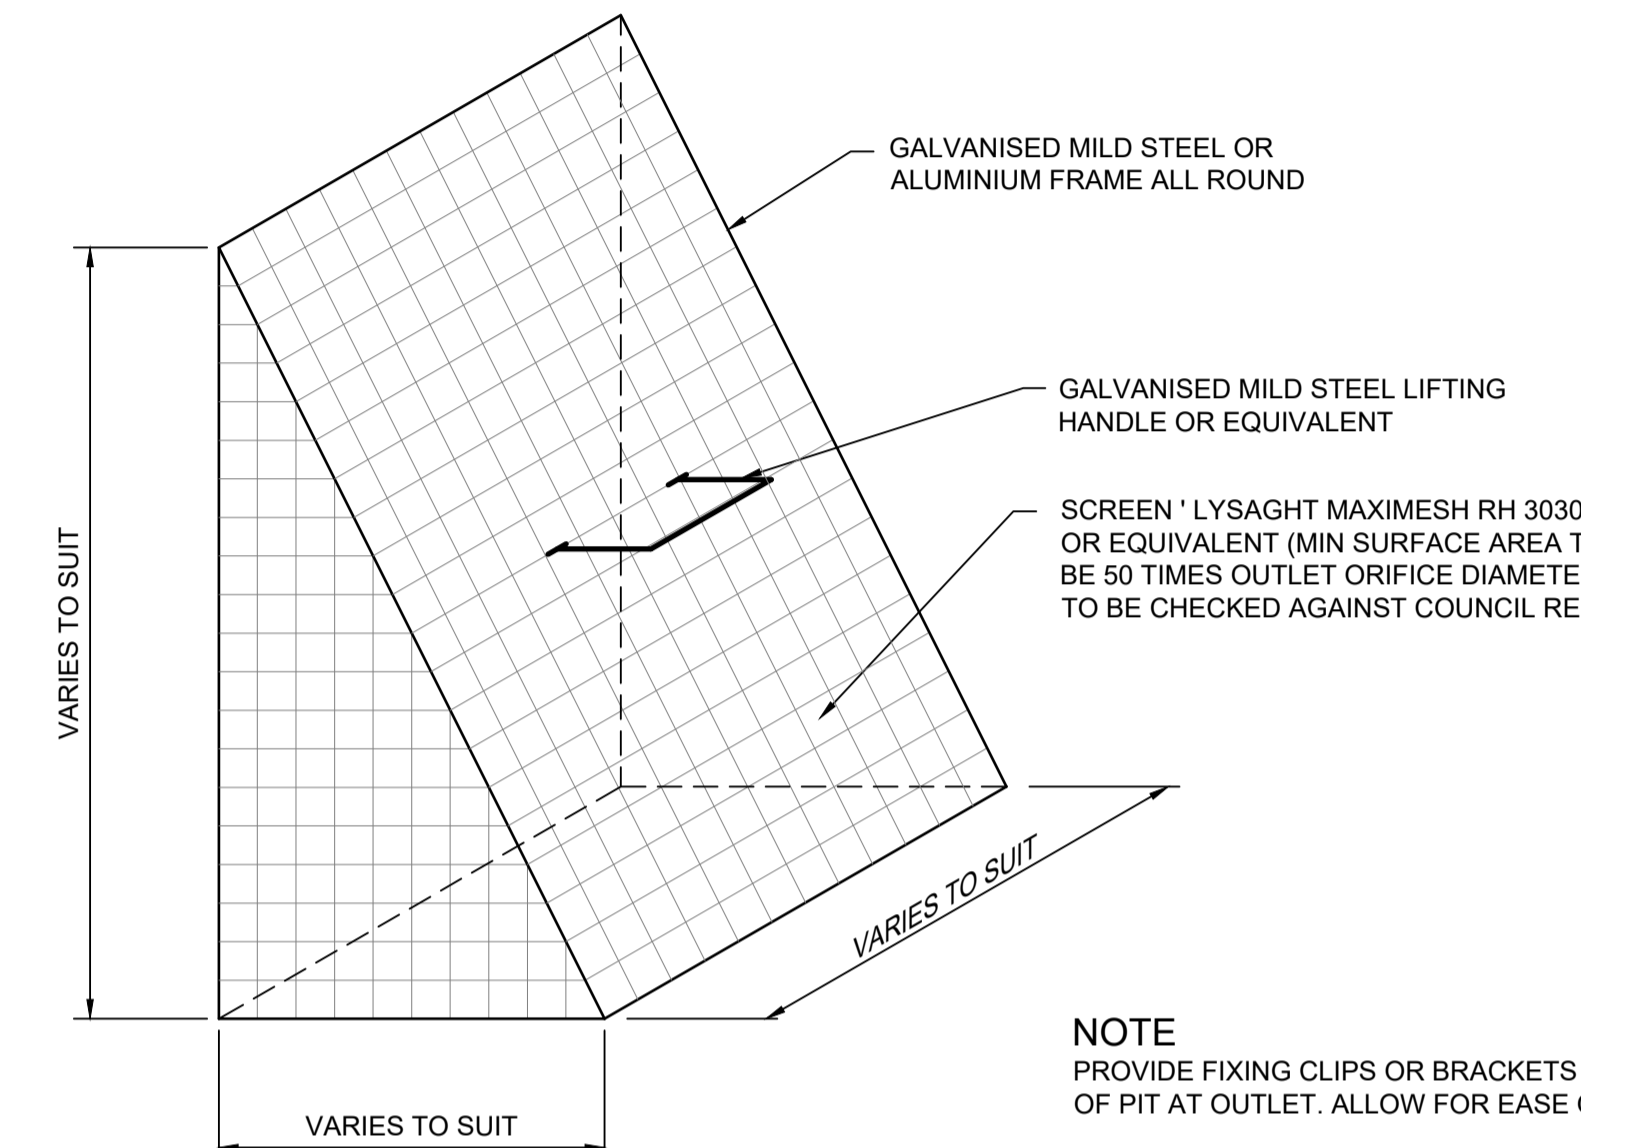 GALVANISED MILD STEEL OR
ALUMINIUM FRAME ALL ROUND
GALVANISED MILD STEEL LIFTING
HANDLE OR EQUIVALENT
SCREEN ' LYSAGHT MAXIMESH RH 3030
OR EQUIVALENT (MIN SURFACE AREA T
BE 50 TIMES OUTLET ORIFICE DIAMETE
TO BE CHECKED AGAINST COUNCIL RE
VARIES TO SUIT
VARIES TO SUIT
VARIES TO SUIT
NOTE
PROVIDE FIXING CLIPS OR BRACKETS
OF PIT AT OUTLET. ALLOW FOR EASE